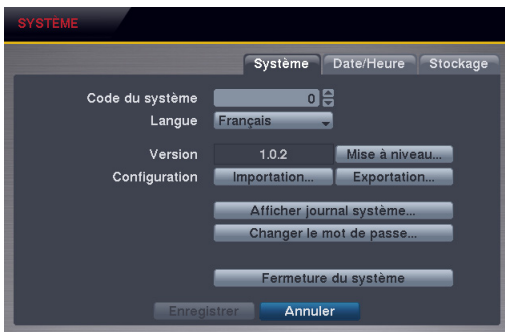 SYSTÈME
Système Date/Heure Stockage
Code du système 0
Langue Français
Version 1.0.2 Mise à niveau...
Configuration Importation... Exportation...
Afficher journal système...
Changer le mot de passe...
Fermeture du système
Enregistrer Annuler